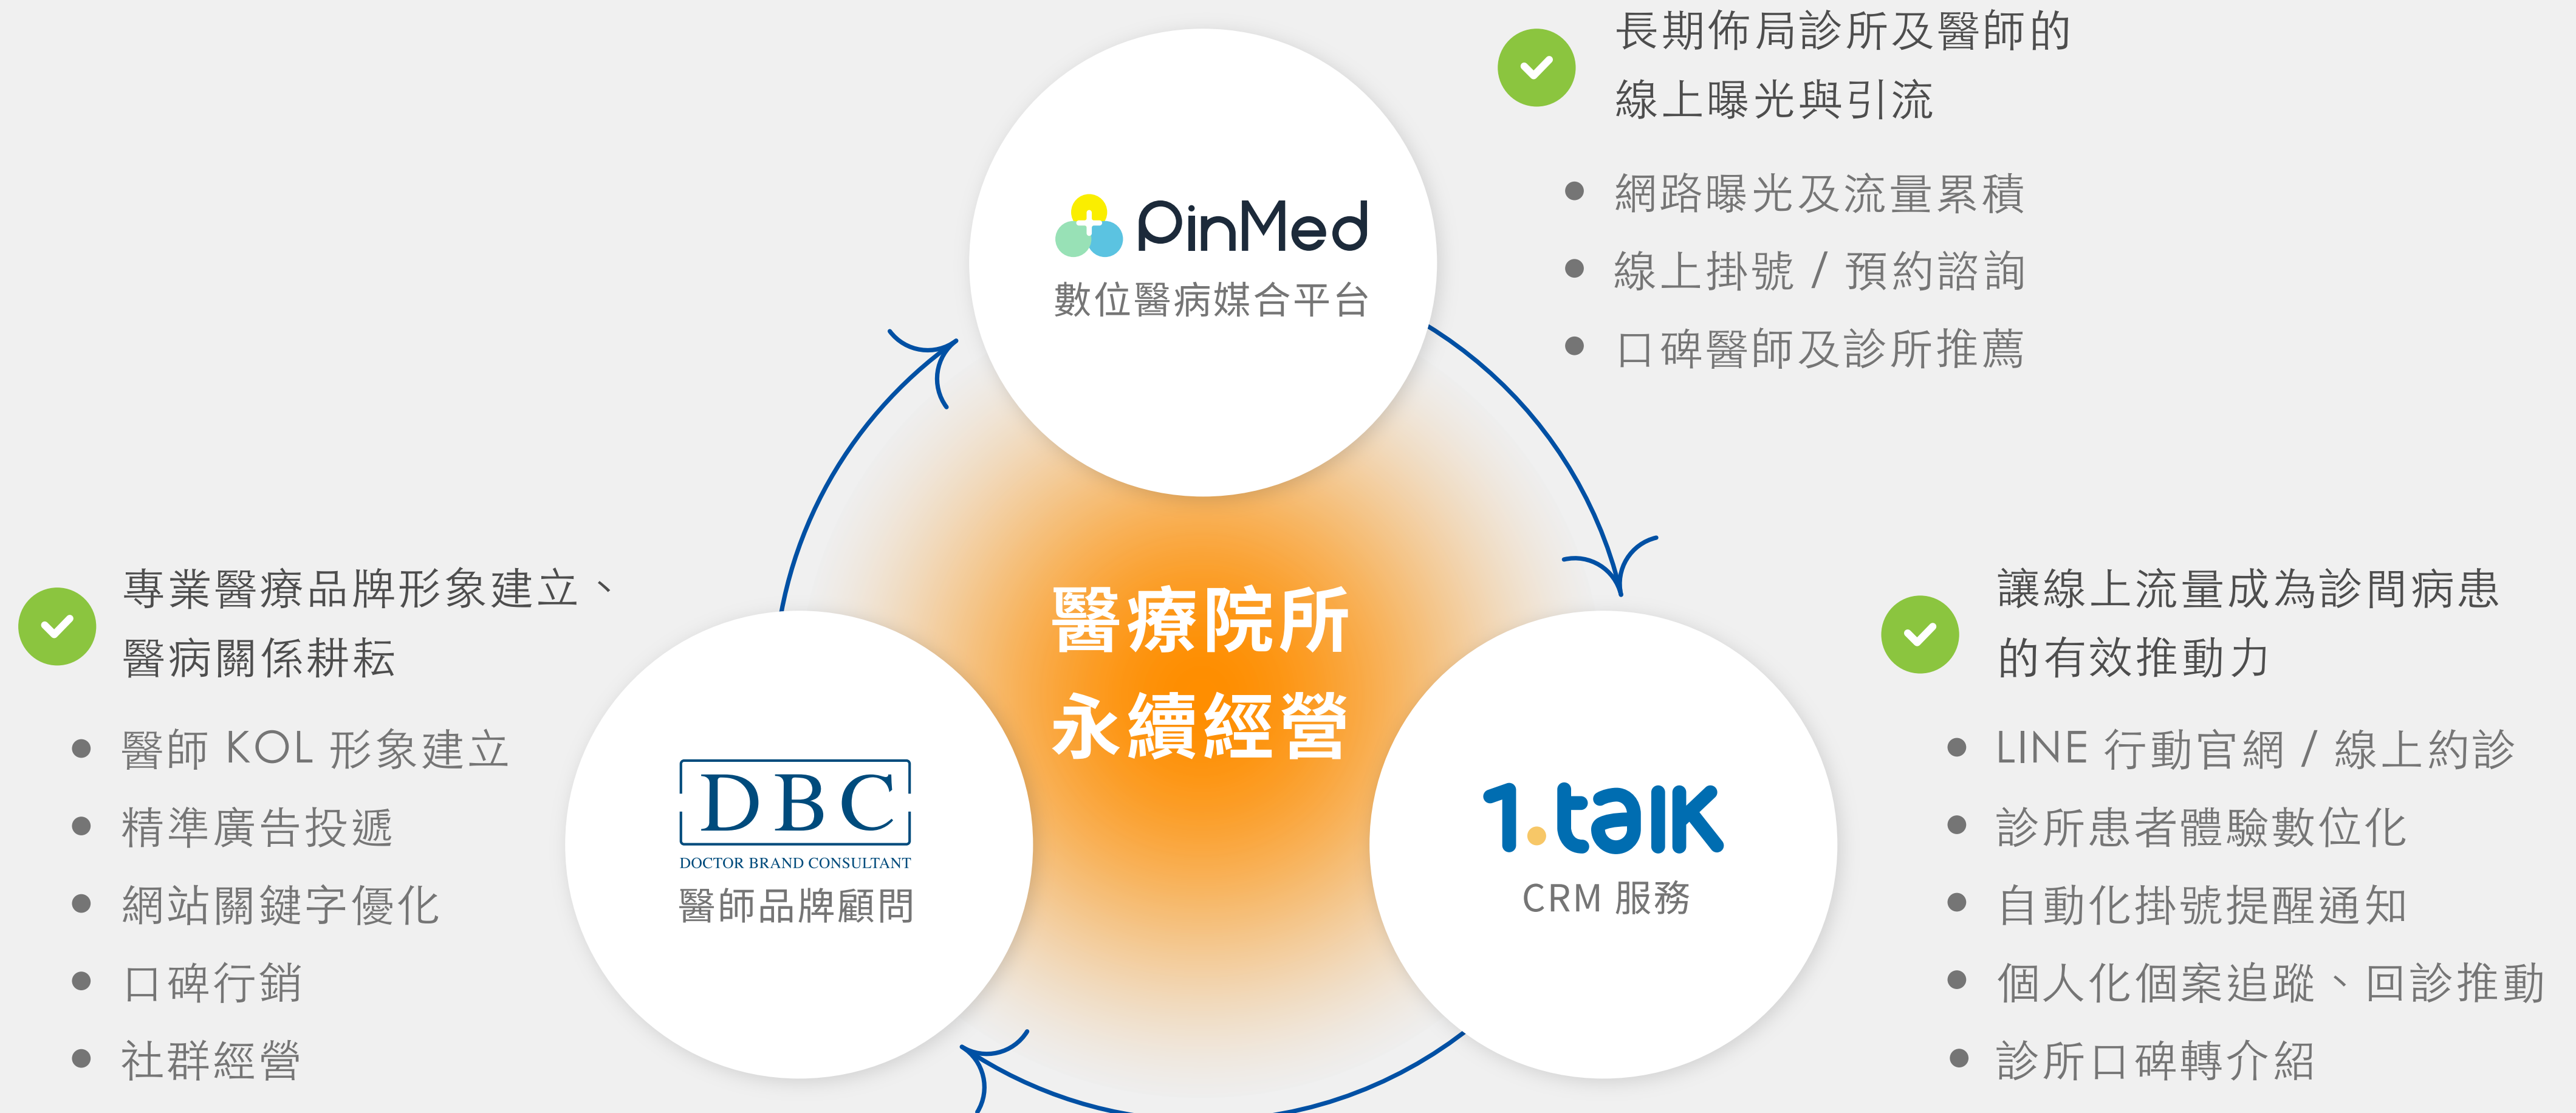 長期佈局診所及醫師的
線上曝光與引流
網路曝光及流量累積
線上掛號 / 預約諮詢
口碑醫師及診所推薦
PinMed
數位醫病媒合平台
醫療院所
永續經營
專業醫療品牌形象建立、
醫病關係耕耘
醫師 KOL 形象建立
精準廣告投遞
網站關鍵字優化
口碑行銷
社群經營
DBC
DOCTOR BRAND CONSULTANT
醫師品牌顧問
1.talk
CRM 服務
讓線上流量成為診間病患
的有效推動力
LINE 行動官網 / 線上約診
診所患者體驗數位化
自動化掛號提醒通知
個人化個案追蹤、回診推動
診所口碑轉介紹